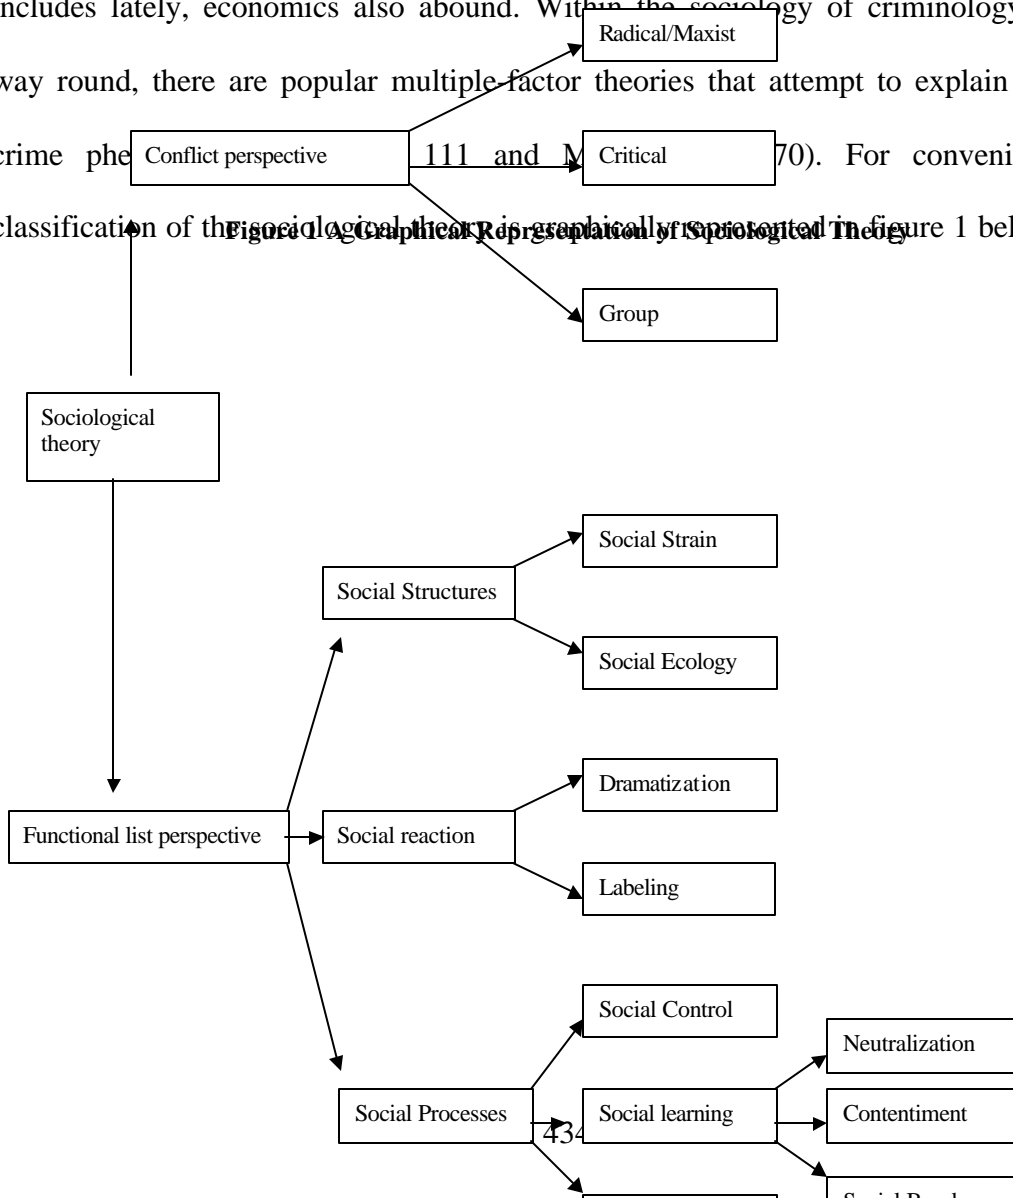 ncludes lately, economics also abound. Within the sociology of criminology
Radical/Maxist
way round, there are popular multiple-factor theories that attempt to explain
crime phe
Conflict perspective
111 and M
Critical
70). For conveni
classification of the sociological theory is graphically represented in figure 1 bel
Figure 1 A Graphical Representation of Sociological Theory
Group
Sociological
theory
Social Strain
Social Structures
Social Ecology
Dramatization
Functional list perspective
Social reaction
Labeling
Social Control
Neutralization
Social Processes
Social learning
Contentiment
434